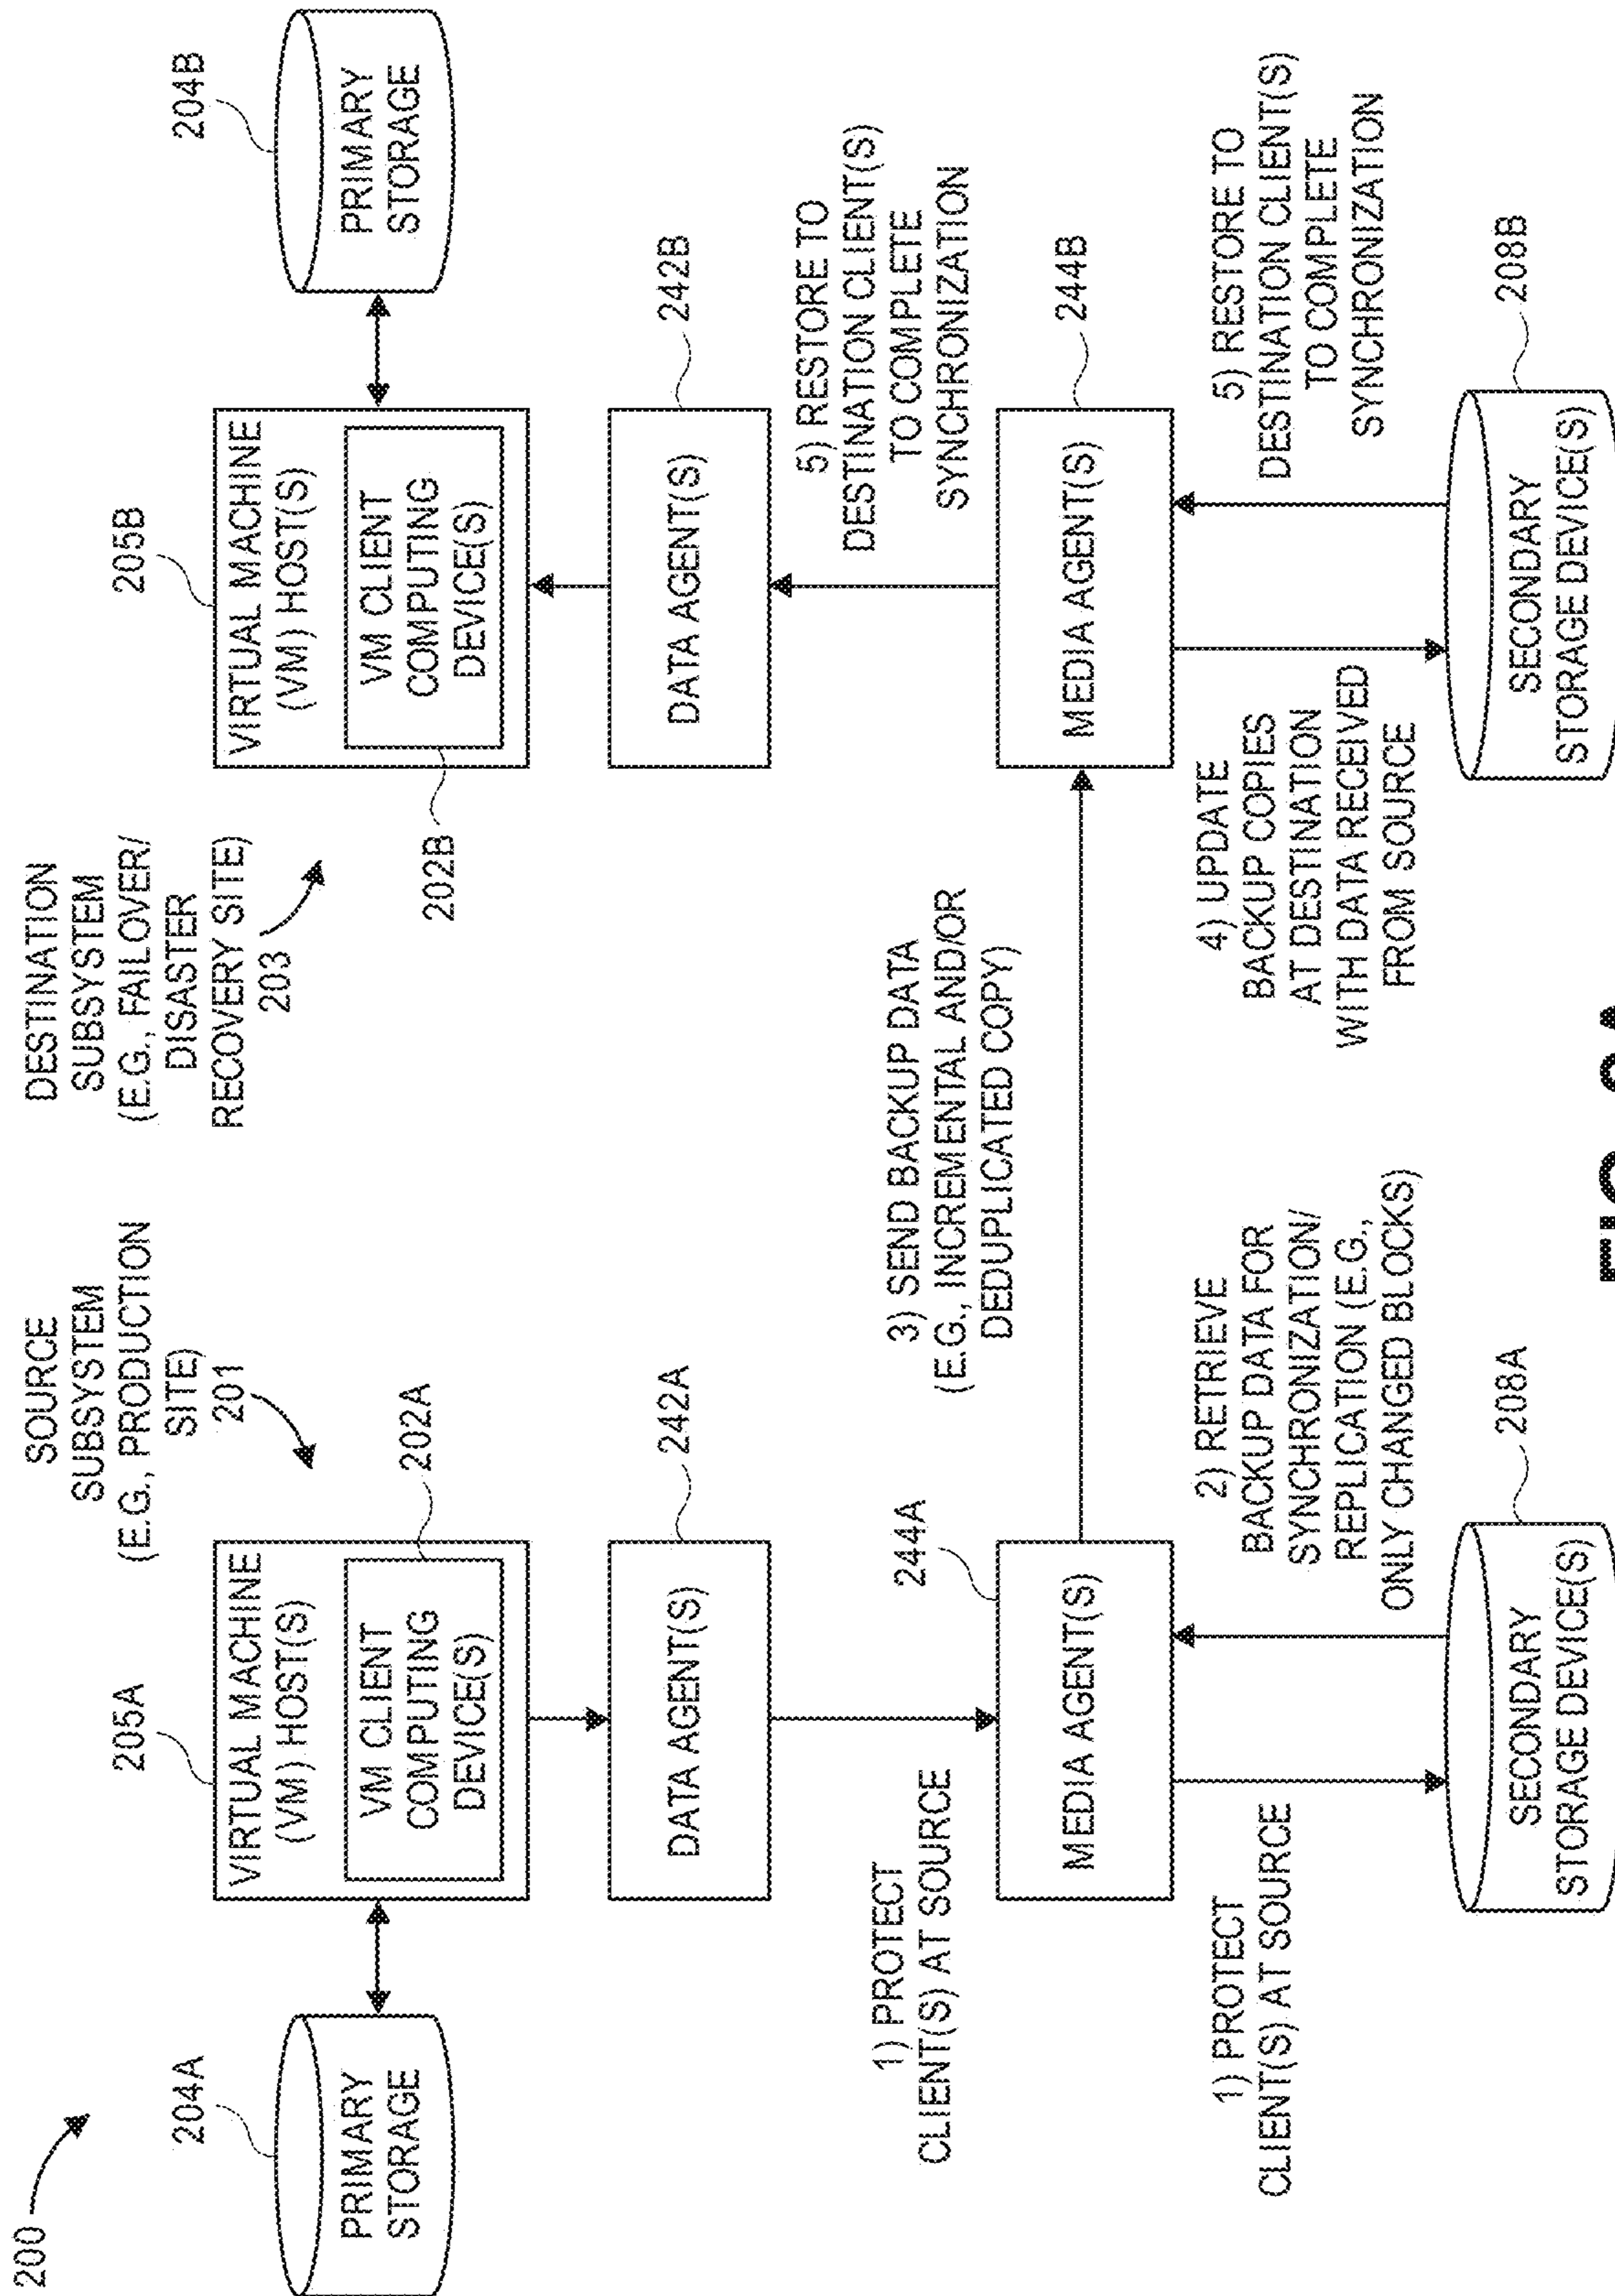 200
SOURCE
SUBSYSTEM
(E.G., PRODUCTION
SITE)
201
DESTINATION
SUBSYSTEM
(E.G., FAILOVER/
DISASTER
RECOVERY SITE)
203
204A
PRIMARY
STORAGE
205A
VIRTUAL MACHINE
(VM) HOST(S)
VM CLIENT
COMPUTING
DEVICE(S)
202A
205B
VIRTUAL MACHINE
(VM) HOST(S)
VM CLIENT
COMPUTING
DEVICE(S)
202B
204B
PRIMARY
STORAGE
DATA AGENT(S)
242A
DATA AGENT(S)
242B
1) PROTECT
CLIENT(S) AT SOURCE
3) SEND BACKUP DATA
(E.G., INCREMENTAL AND/OR
DEDUPLICATED COPY)
5) RESTORE TO
DESTINATION CLIENT(S)
TO COMPLETE
SYNCHRONIZATION
244A
MEDIA AGENT(S)
MEDIA AGENT(S)
244B
1) PROTECT
CLIENT(S) AT SOURCE
2) RETRIEVE
BACKUP DATA FOR
SYNCHRONIZATION/
REPLICATION (E.G.,
ONLY CHANGED BLOCKS)
4) UPDATE
BACKUP COPIES
AT DESTINATION
WITH DATA RECEIVED
FROM SOURCE
5) RESTORE TO
DESTINATION CLIENT(S)
TO COMPLETE
SYNCHRONIZATION
SECONDARY
STORAGE DEVICE(S)
208A
SECONDARY
STORAGE DEVICE(S)
208B